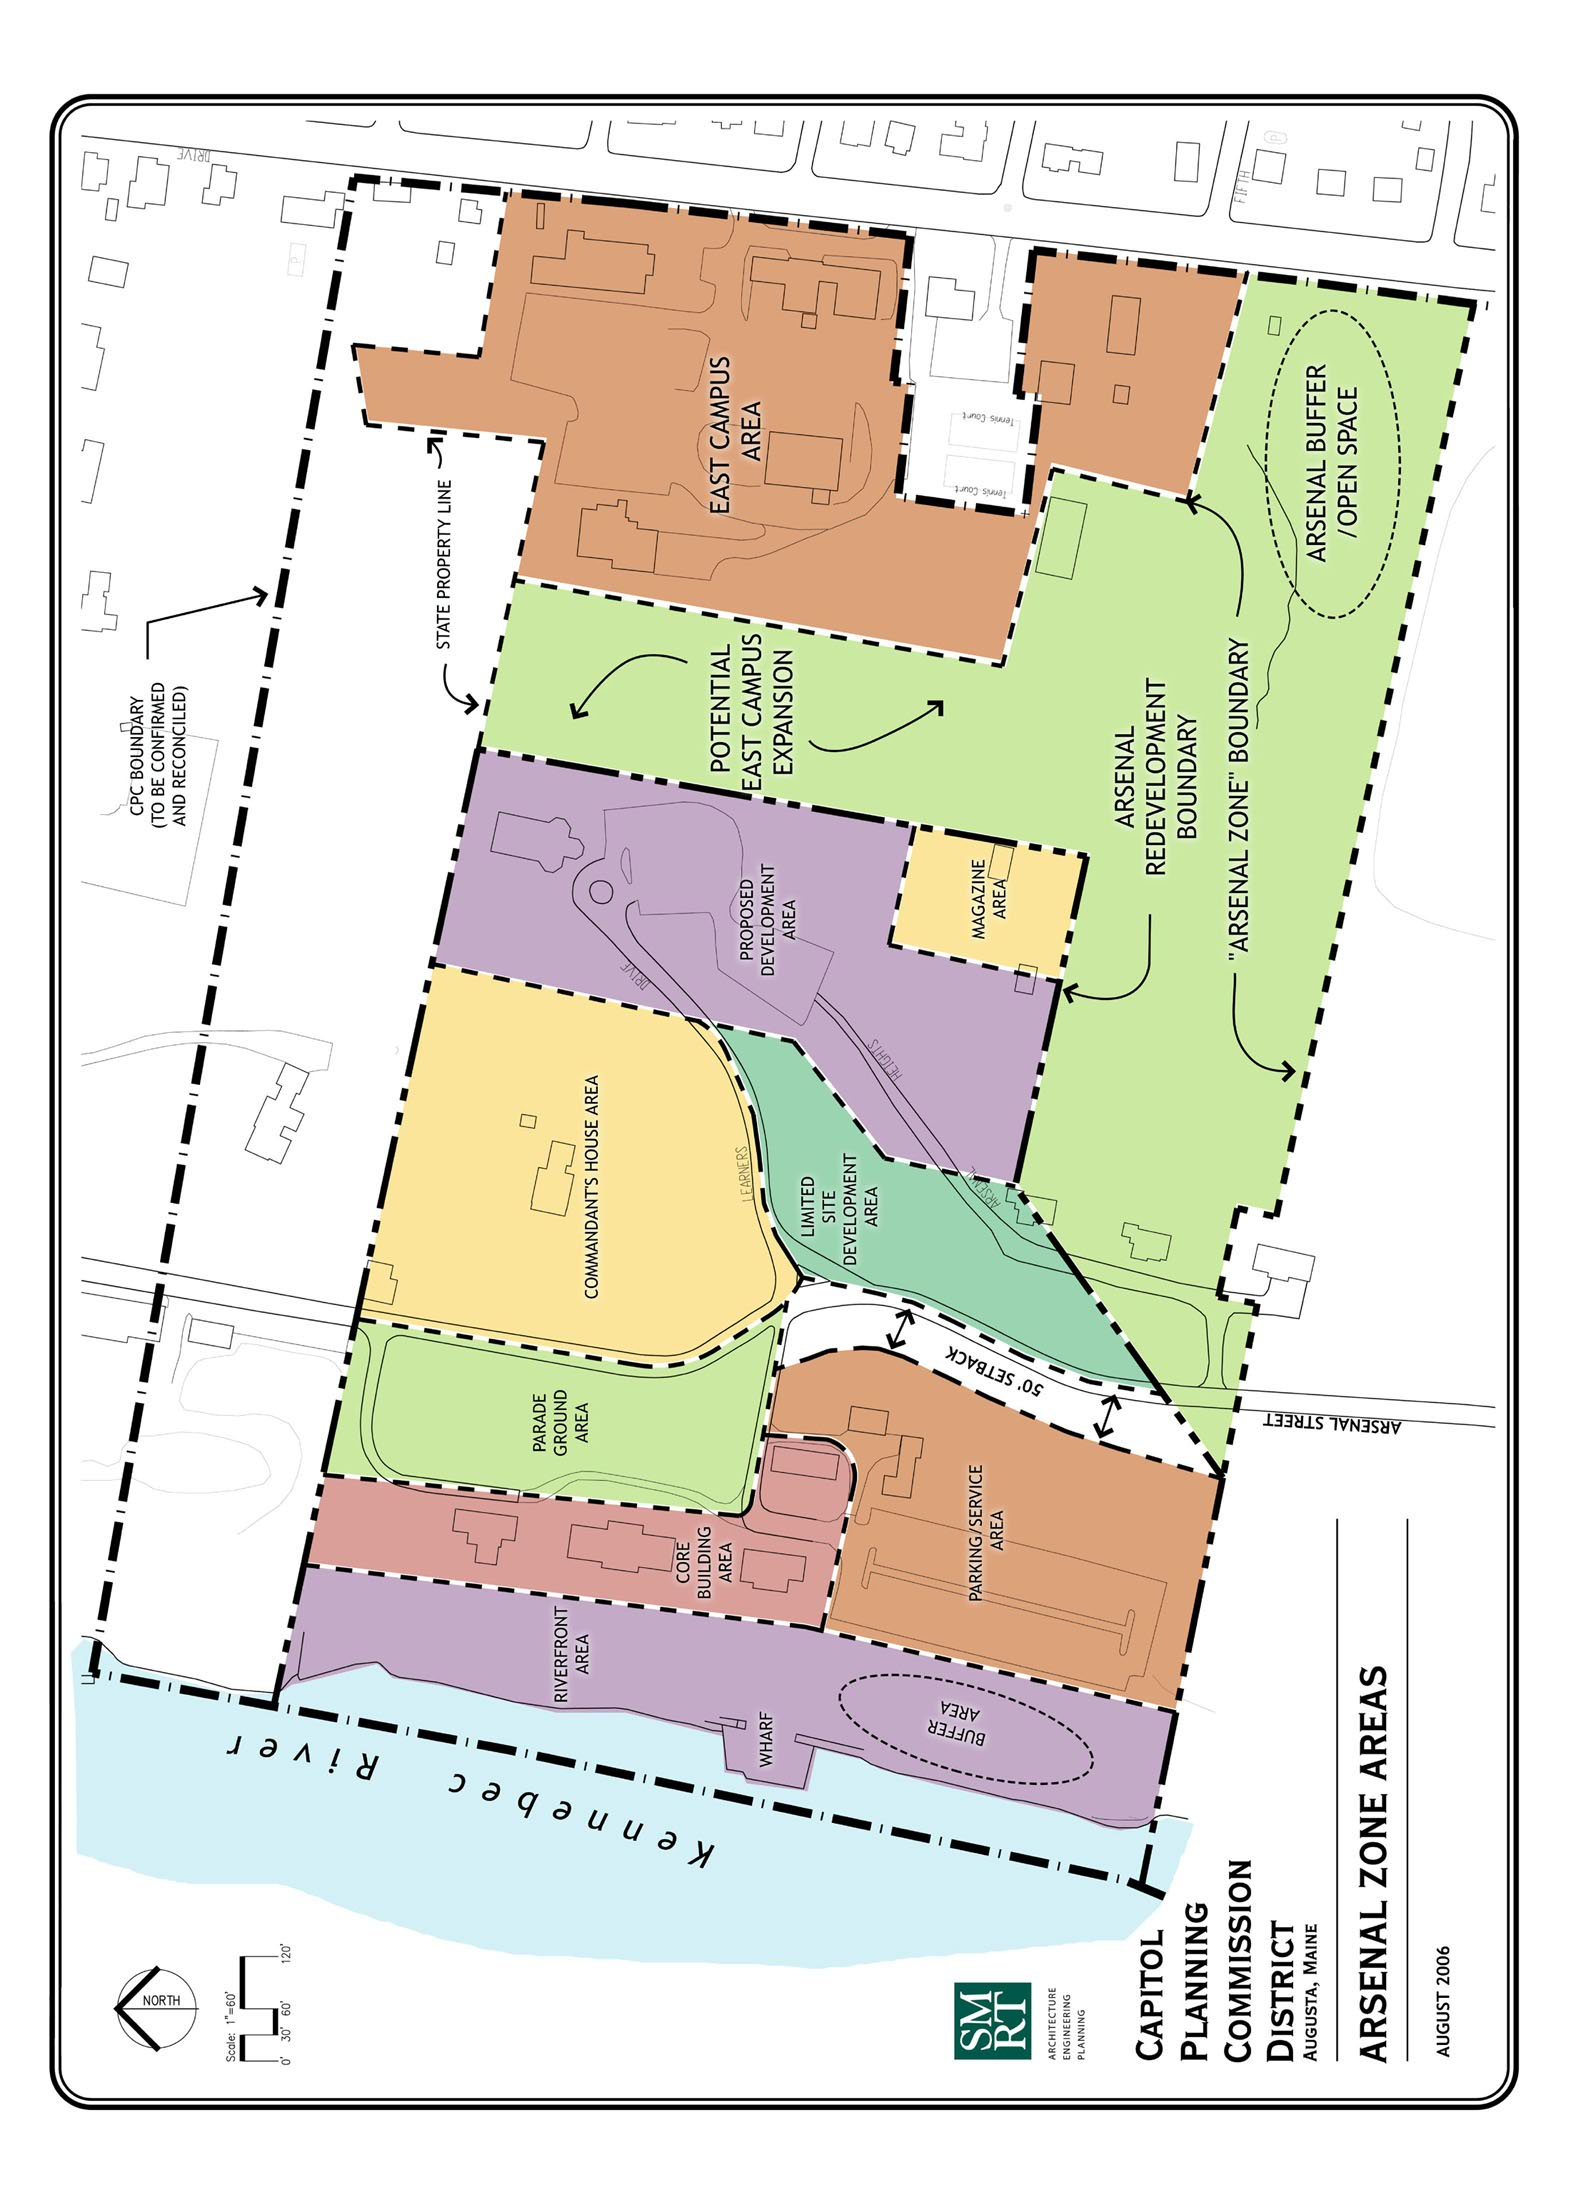 CPC BOUNDARY
(TO BE CONFIRMED
AND RECONCILED)
STATE PROPERTY LINE
DRIVE
P
P
FIFTH
EAST CAMPUS
AREA
Tennis Court
Tennis Court
ARSENAL BUFFER
/OPEN SPACE
POTENTIAL
EAST CAMPUS
EXPANSION
ARSENAL
REDEVELOPMENT
BOUNDARY
"ARSENAL ZONE" BOUNDARY
PROPOSED
DEVELOPMENT
AREA
MAGAZINE
AREA
COMMANDANT'S HOUSE AREA
LEARNERS
DRIVE
LIMITED
SITE
DEVELOPMENT
AREA
ARSENAL
HEIGHTS
PARADE
GROUND
AREA
50' SETBACK
ARSENAL STREET
CORE
BUILDING
AREA
PARKING/SERVICE
AREA
RIVERFRONT
AREA
WHARF
BUFFER
AREA
Kennebec River
NORTH
Scale: 1"=60'
0' 30' 60' 120'
SM
RT
ARCHITECTURE
ENGINEERING
PLANNING
CAPITOL
PLANNING
COMMISSION
DISTRICT
AUGUSTA, MAINE
ARSENAL ZONE AREAS
AUGUST 2006